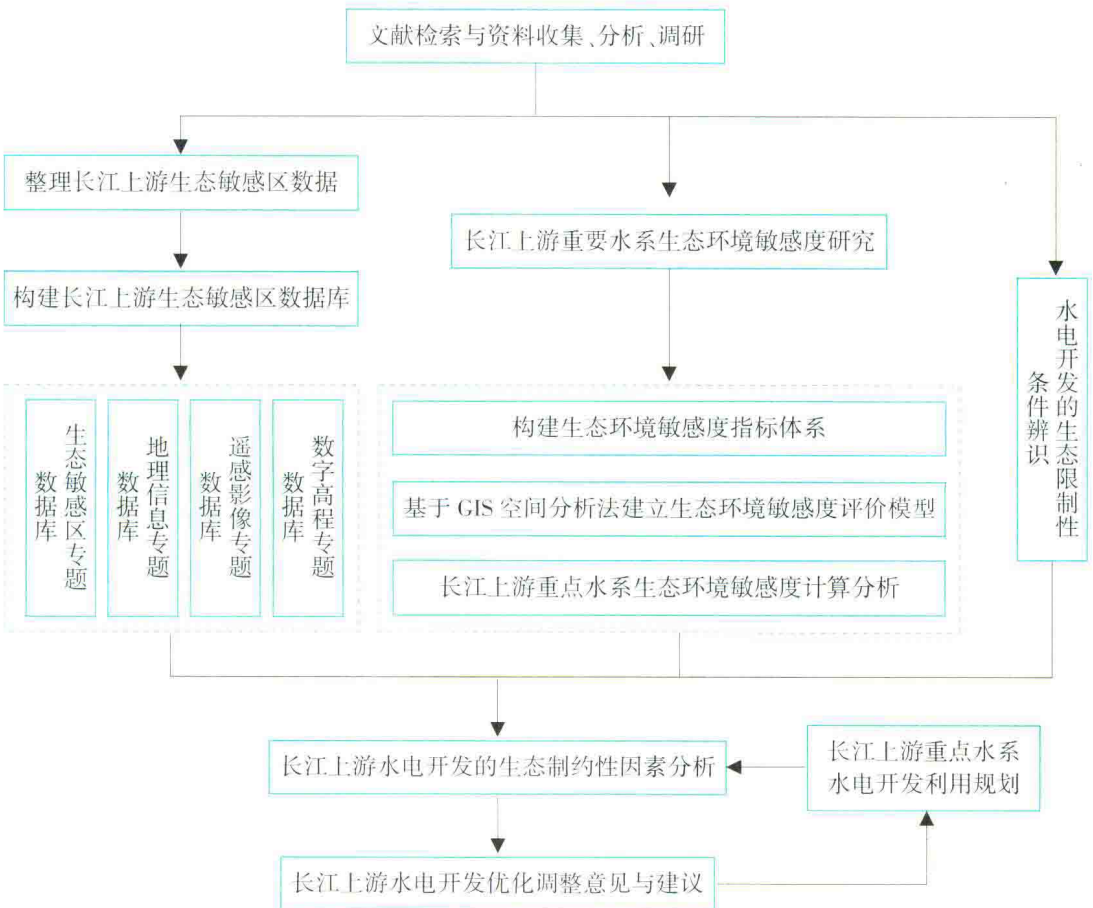 文献检索与资料收集、分析、调研
整理长江上游生态敏感区数据
构建长江上游生态敏感区数据库
生态敏感区专题
数据库
地理信息专题
数据库
遥感影像专题
数据库
数字高程专题
数据库
长江上游重要水系生态环境敏感度研究
构建生态环境敏感度指标体系
基于 GIS 空间分析法建立生态环境敏感度评价模型
长江上游重点水系生态环境敏感度计算分析
水电开发的生态限制性
条件辨识
长江上游水电开发的生态制约性因素分析
长江上游重点水系
水电开发利用规划
长江上游水电开发优化调整意见与建议